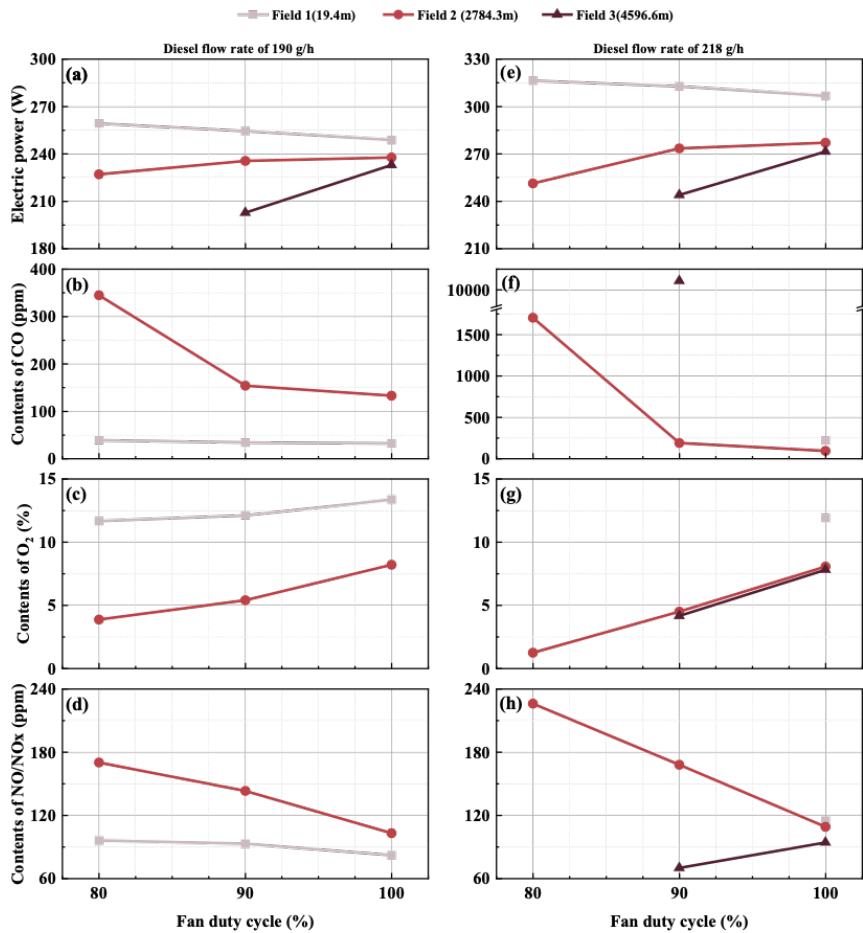 Field 1(19.4m) Field 2 (2784.3m) Field 3(4596.6m)
Diesel flow rate of 190 g/h
Diesel flow rate of 218 g/h
(a)
Electric power (W)
300
270
240
210
180
(e)
330
300
270
240
210
(b)
Contents of CO (ppm)
400
300
200
100
0
(f)
10000
1500
1000
500
0
(c)
Contents of O2 (%)
15
10
5
0
(g)
15
10
5
0
(d)
Contents of NO/NOx (ppm)
240
180
120
60
80 90 100
Fan duty cycle (%)
(h)
240
180
120
60
80 90 100
Fan duty cycle (%)